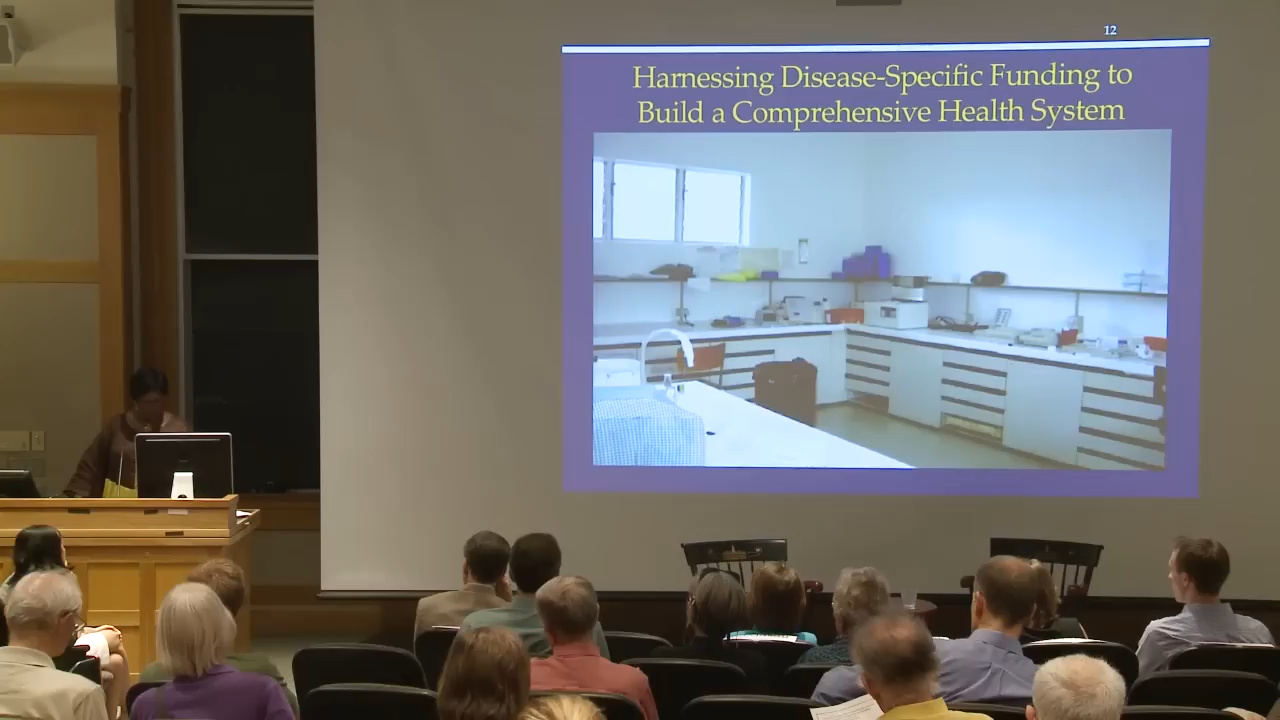 12
Harnessing Disease-Specific Funding to
Build a Comprehensive Health System